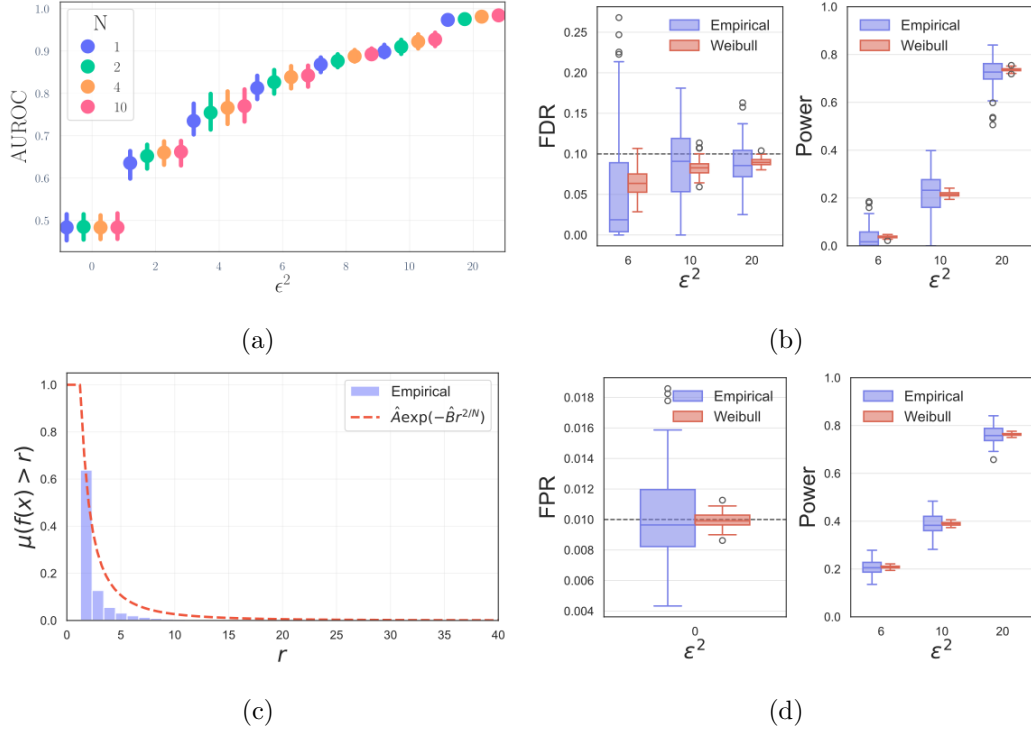 1.0
0.9
0.8
0.7
0.6
0.5
AUROC
N
1
2
4
10
0
2
4
6
8
10
20
ϵ²
(a)
0.25
0.20
0.15
0.10
0.05
0.00
FDR
Empirical
Weibull
6
10
20
ε²
1.0
0.8
0.6
0.4
0.2
0.0
Power
Empirical
Weibull
6
10
20
ε²
(b)
1.0
0.8
0.6
0.4
0.2
0.0
μ(f(x) > r)
Empirical
Âexp(−B̂r^{2/N})
0
5
10
15
20
25
30
35
40
r
(c)
0.018
0.016
0.014
0.012
0.010
0.008
0.006
0.004
FPR
Empirical
Weibull
0
ε²
1.0
0.8
0.6
0.4
0.2
0.0
Power
Empirical
Weibull
6
10
20
ε²
(d)